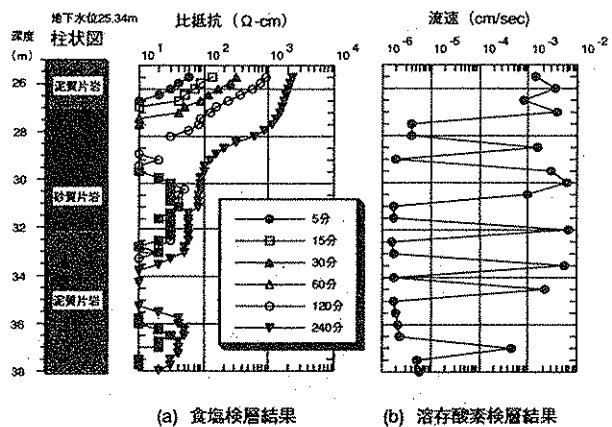 地下水位25.34m
深度
(m)
柱状図
比抵抗 (Ω-cm)
流速 (cm/sec)
10¹ 10² 10³ 10⁴
10⁻⁶ 10⁻⁵ 10⁻⁴ 10⁻³ 10⁻²
26
28
30
32
34
36
38
泥質片岩
砂質片岩
泥質片岩
5分
15分
30分
60分
120分
240分
(a) 食塩検層結果
(b) 溶存酸素検層結果